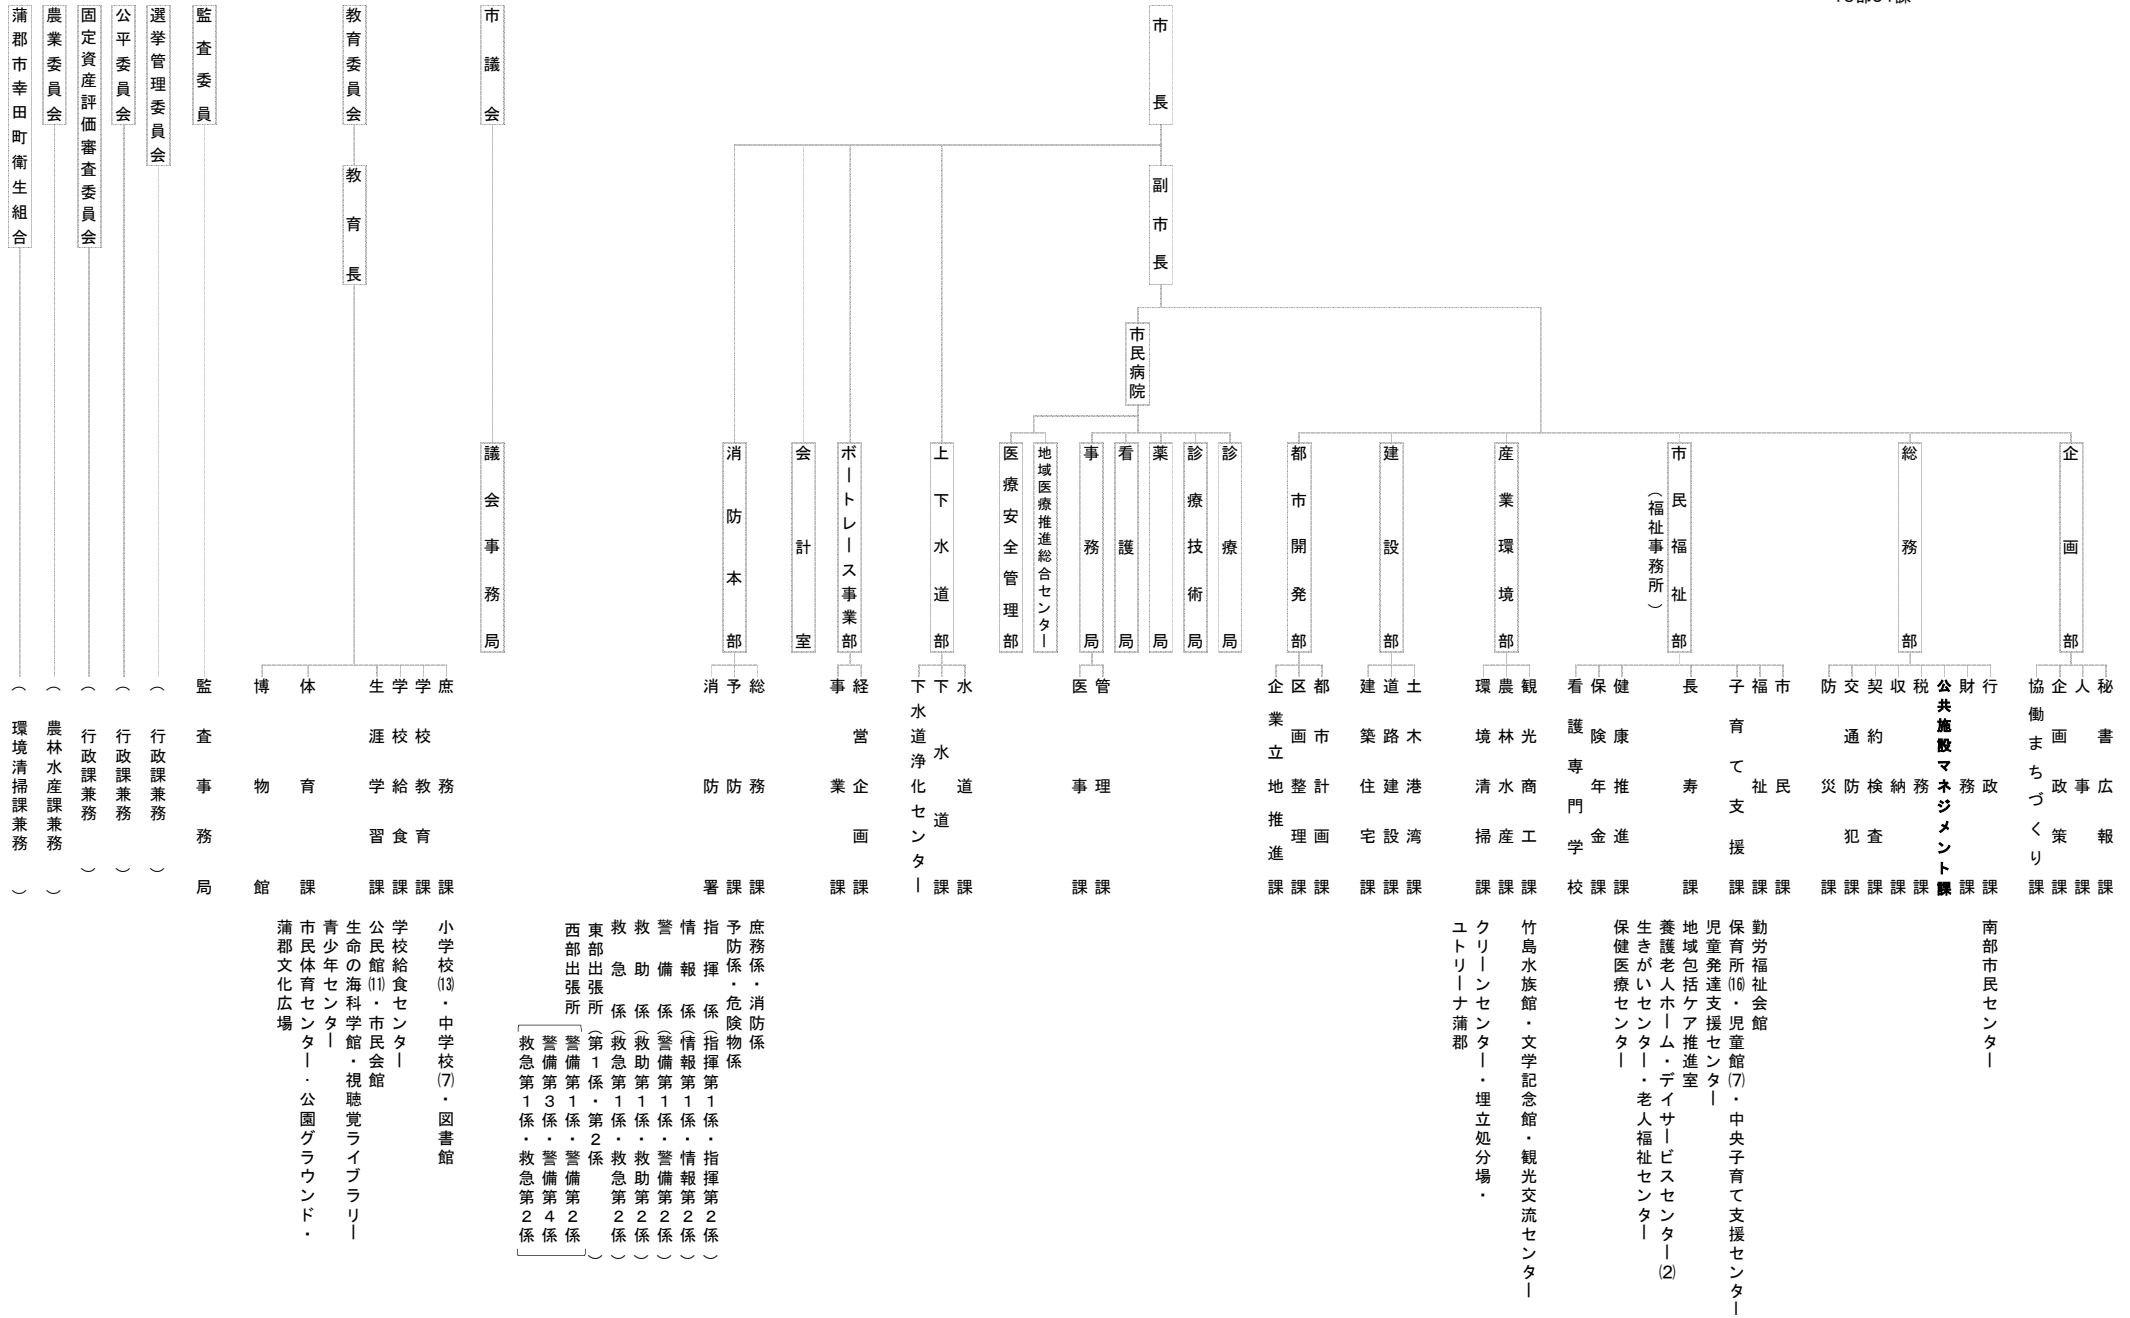 市長
副市長
市民病院
企画部
総務部
市民福祉部
（福祉事務所）
産業環境部
建設部
都市開発部
診療局
診療技術局
薬局
看護局
事務局
地域医療推進総合センター
医療安全管理部
上下水道部
ボートレース事業部
会計室
消防本部
市議会
議会事務局
教育委員会
教育長
監査委員
選挙管理委員会
公平委員会
固定資産評価審査委員会
農業委員会
蒲郡市幸田町衛生組合
秘書広報課
人事課
企画政策課
協働まちづくり課
行政課
財務課
公共施設マネジメント課
税務課
収納課
契約検査課
交通防犯課
防災課
市民課
福祉課
子育て支援課
長寿課
健康推進課
保険年金課
看護専門学校
観光商工課
農林水産課
環境清掃課
土木港湾課
道路建設課
建築住宅課
都市計画課
区画整理課
企業立地推進課
管理課
医事課
水道課
下水道課
下水道浄化センター
経営企画課
事業課
総務課
予防課
消防署
庶務課
学校教育課
学校給食課
生涯学習課
体育課
博物館
監査事務局
（行政課兼務）
（行政課兼務）
（行政課兼務）
（農林水産課兼務）
（環境清掃課兼務）
南部市民センター
勤労福祉会館
保育所⒃・児童館⑺・中央子育て支援センター
児童発達支援センター
地域包括ケア推進室
養護老人ホーム・デイサービスセンター⑵
生きがいセンター・老人福祉センター
保健医療センター
竹島水族館・文学記念館・観光交流センター
クリーンセンター・埋立処分場・
ユトリーナ蒲郡
庶務係・消防係
予防係・危険物係
指揮係（指揮第１係・指揮第２係）
情報係（情報第１係・情報第２係）
警備係（警備第１係・警備第２係）
救助係（救助第１係・救助第２係）
救急係（救急第１係・救急第２係）
東部出張所（第１係・第２係）
西部出張所
警備第１係・警備第２係
警備第３係・警備第４係
救急第１係・救急第２係
小学校⒀・中学校⑺・図書館
学校給食センター
公民館⑾・市民会館
生命の海科学館・視聴覚ライブラリー
青少年センター
市民体育センター・公園グラウンド・
蒲郡文化広場